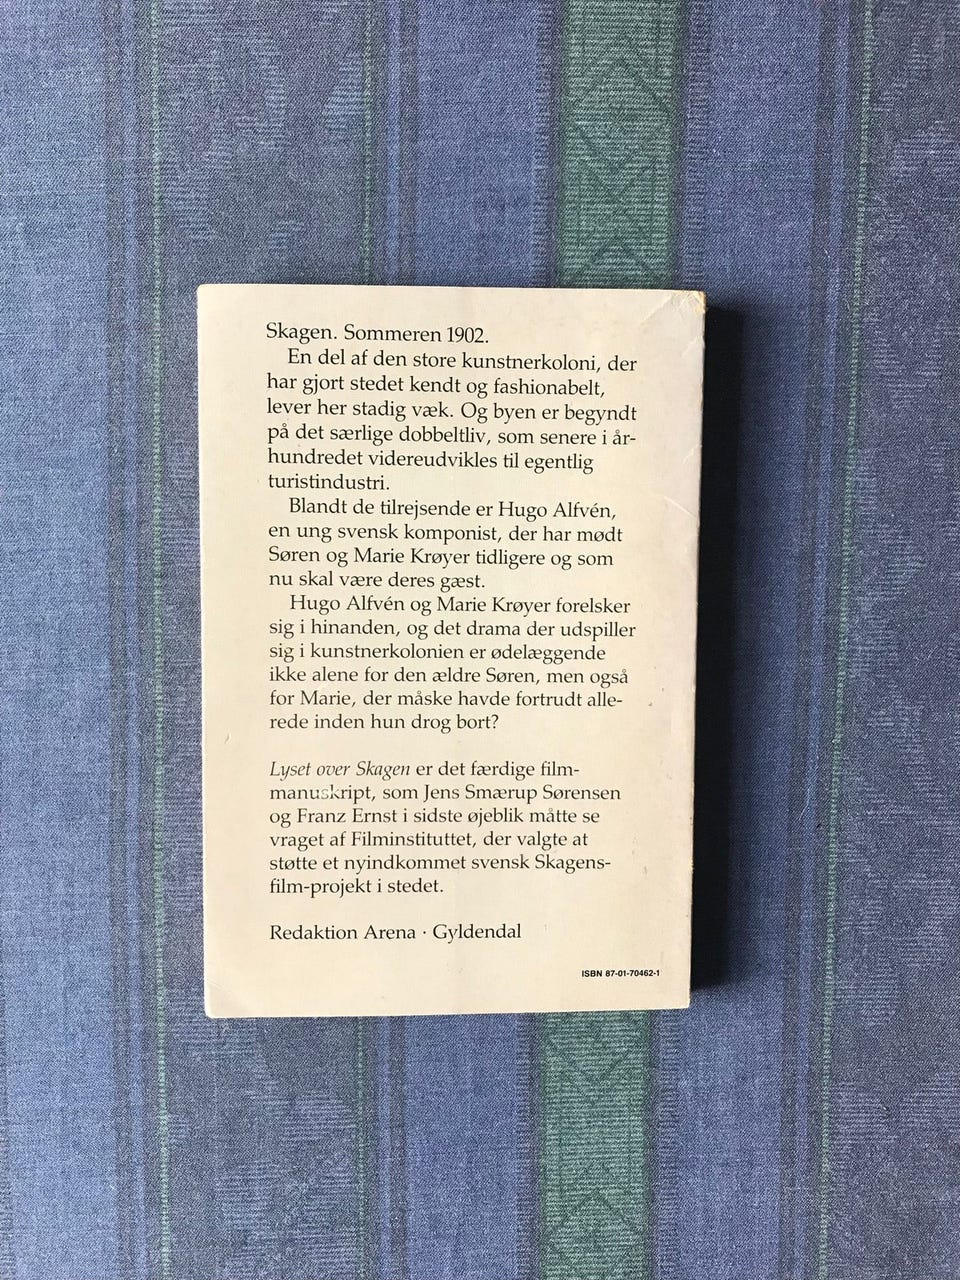 Skagen. Sommeren 1902.
En del af den store kunstnerkoloni, der
har gjort stedet kendt og fashionabelt,
lever her stadig væk. Og byen er begyndt
på det særlige dobbeltliv, som senere i år-
hundredet videreudvikles til egentlig
turistindustri.
Blandt de tilrejsende er Hugo Alfvén,
en ung svensk komponist, der har mødt
Søren og Marie Krøyer tidligere og som
nu skal være deres gæst.
Hugo Alfvén og Marie Krøyer forelsker
sig i hinanden, og det drama der udspiller
sig i kunstnerkolonien er ødelæggende
ikke alene for den ældre Søren, men også
for Marie, der måske havde fortrudt alle-
rede inden hun drog bort?
Lyset over Skagen er det færdige film-
manuskript, som Jens Smærup Sørensen
og Franz Ernst i sidste øjeblik måtte se
vraget af Filminstituttet, der valgte at
støtte et nyindkommet svensk Skagens-
film-projekt i stedet.
Redaktion Arena · Gyldendal
ISBN 87-01-70462-1